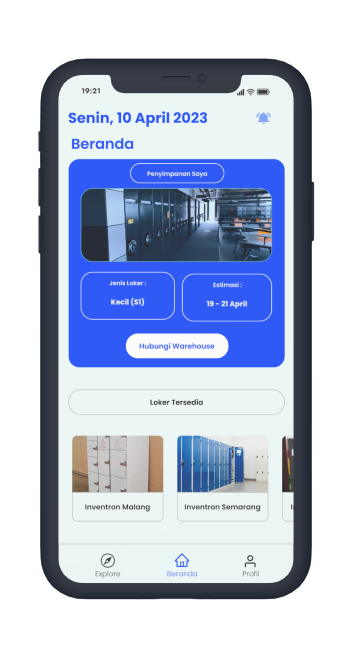 19:21
Senin, 10 April 2023
Beranda
Penyimpanan Saya
Jenis Loker :
Kecil (S1)
Estimasi :
19 - 21 April
Hubungi Warehouse
Loker Tersedia
Inventron Malang
Inventron Semarang
Explore
Beranda
Profil